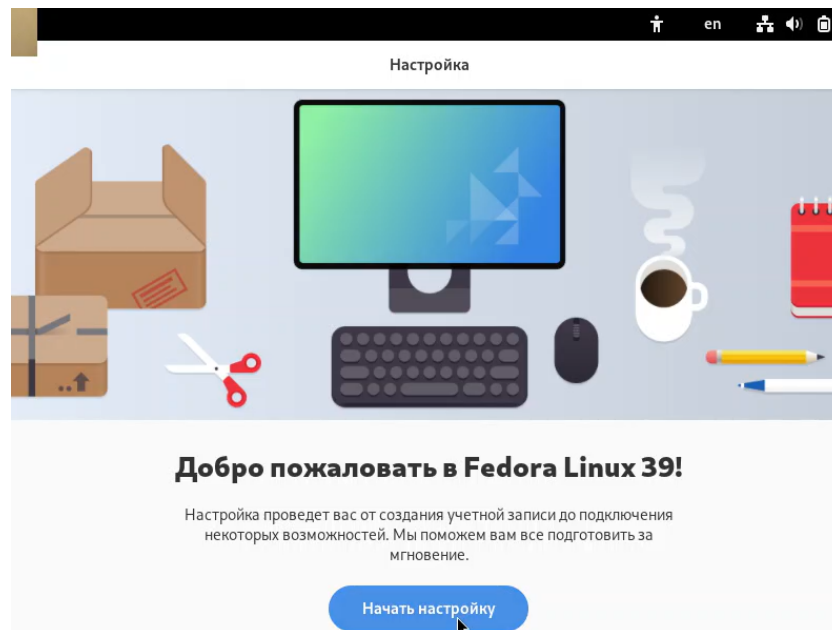 en
Настройка
Добро пожаловать в Fedora Linux 39!
Настройка проведет вас от создания учетной записи до подключения
некоторых возможностей. Мы поможем вам все подготовить за
мгновение.
Начать настройку